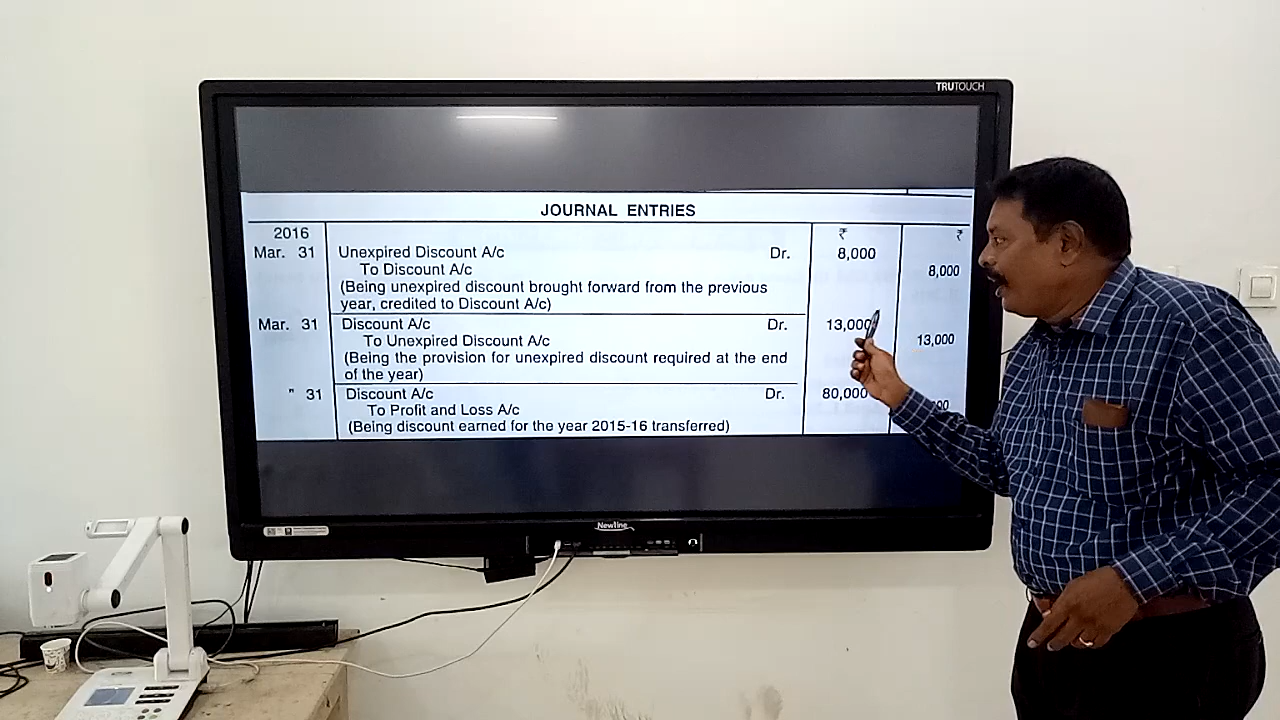 TRUTOUCH
JOURNAL ENTRIES
2016 ₹ ₹
Mar. 31 Unexpired Discount A/c Dr. 8,000
To Discount A/c 8,000
(Being unexpired discount brought forward from the previous
year, credited to Discount A/c)
Mar. 31 Discount A/c Dr. 13,000
To Unexpired Discount A/c 13,000
(Being the provision for unexpired discount required at the end
of the year)
" 31 Discount A/c Dr. 80,000
To Profit and Loss A/c
(Being discount earned for the year 2015-16 transferred)
Newline